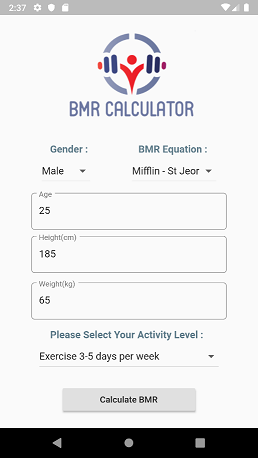 2:37
BMR CALCULATOR
Gender : BMR Equation :
Male Mifflin - St Jeor
Age
25
Height(cm)
185
Weight(kg)
65
Please Select Your Activity Level :
Exercise 3-5 days per week
Calculate BMR